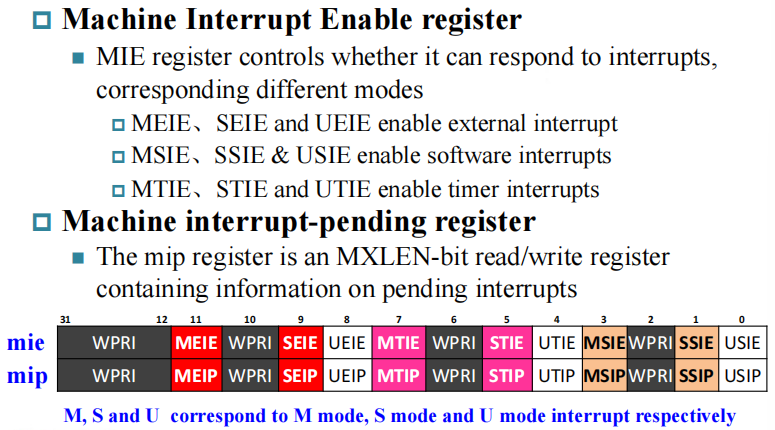 Machine Interrupt Enable register
MIE register controls whether it can respond to interrupts,
corresponding different modes
MEIE、SEIE and UEIE enable external interrupt
MSIE、SSIE & USIE enable software interrupts
MTIE、STIE and UTIE enable timer interrupts
Machine interrupt-pending register
The mip register is an MXLEN-bit read/write register
containing information on pending interrupts
31 12 11 10 9 8 7 6 5 4 3 2 1 0
mie WPRI MEIE WPRI SEIE UEIE MTIE WPRI STIE UTIE MSIE WPRI SSIE USIE
mip WPRI MEIP WPRI SEIP UEIP MTIP WPRI STIP UTIP MSIP WPRI SSIP USIP
M, S and U correspond to M mode, S mode and U mode interrupt respectively